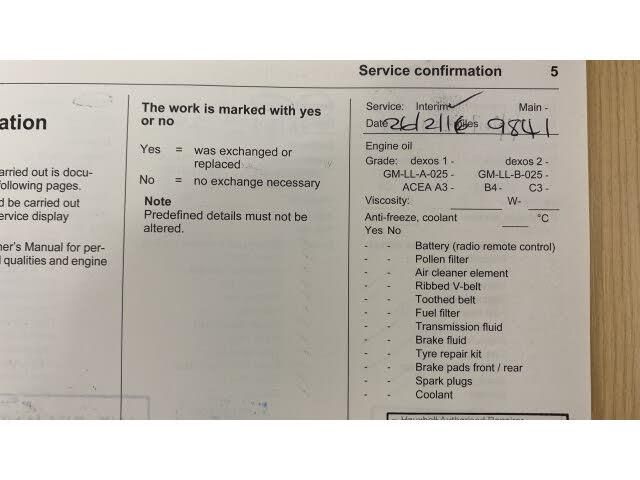 Service confirmation 5
ation
arried out is docu-
ollowing pages.
d be carried out
ervice display
er's Manual for per-
l qualities and engine
The work is marked with yes
or no
Yes = was exchanged or
replaced
No = no exchange necessary
Note
Predefined details must not be
altered.
Service: Interim ✓ Main -
Date 26/2/16 miles 9841
Engine oil
Grade: dexos 1 - dexos 2 -
GM-LL-A-025 - GM-LL-B-025 -
ACEA A3 - B4- C3 -
Viscosity: W-
Anti-freeze, coolant °C
Yes No
- - Battery (radio remote control)
- - Pollen filter
- - Air cleaner element
- - Ribbed V-belt
- - Toothed belt
- - Fuel filter
- - Transmission fluid
- - Brake fluid
- - Tyre repair kit
- - Brake pads front / rear
- - Spark plugs
- - Coolant
- Vauxhall Authorised Repairer